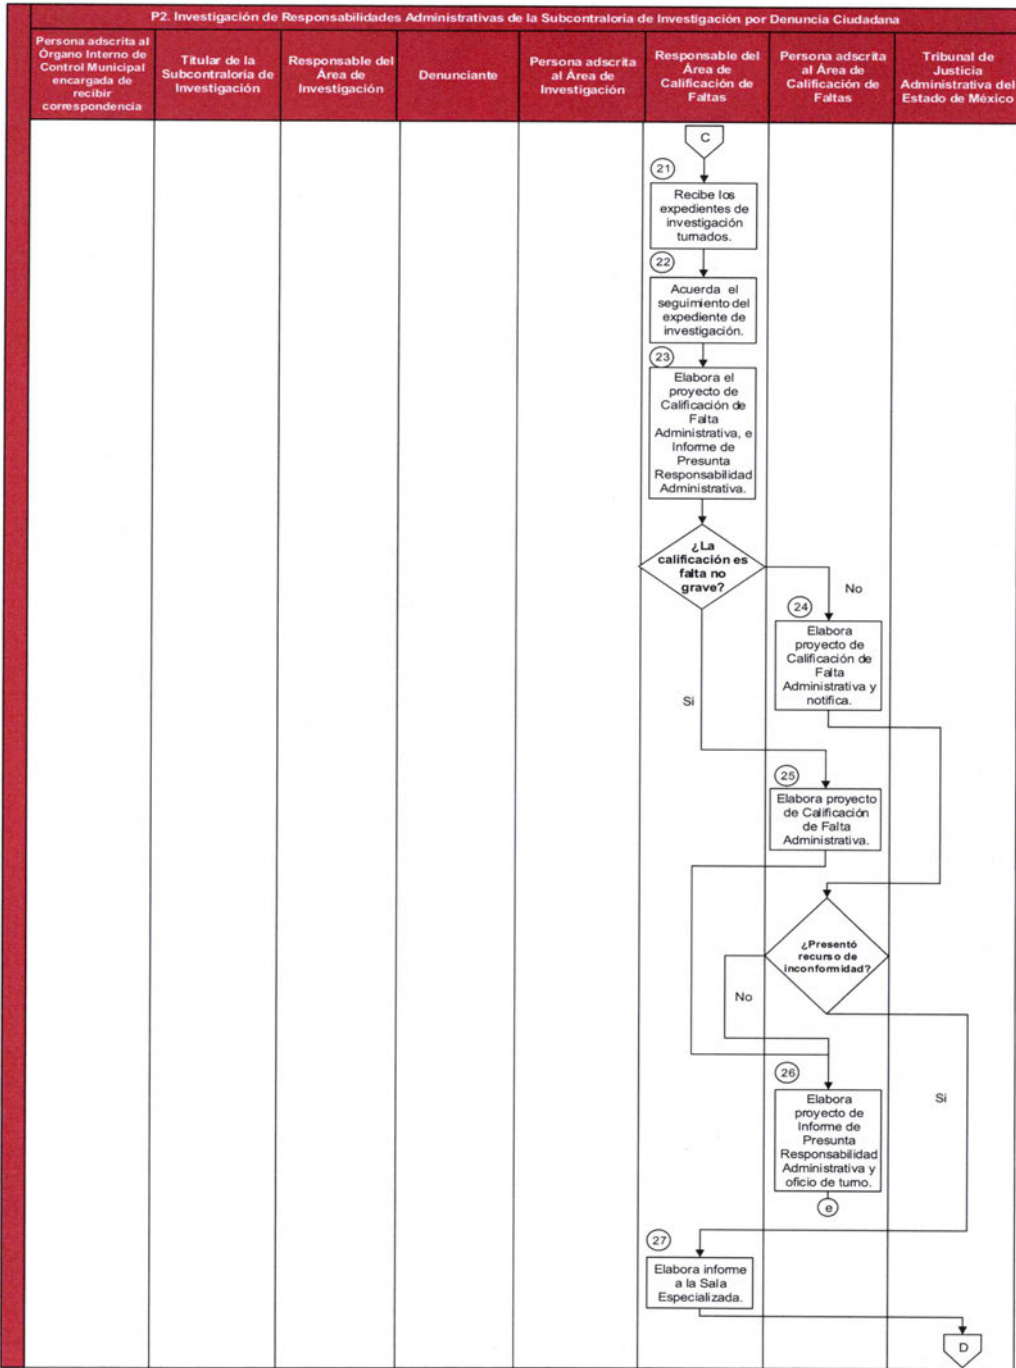 P2. Investigación de Responsabilidades Administrativas de la Subcontraloría de Investigación por Denuncia Ciudadana
Persona adscrita al
Órgano Interno de
Control Municipal
encargada de
recibir
correspondencia
Titular de la
Subcontraloría de
Investigación
Responsable del
Área de
Investigación
Denunciante
Persona adscrita
al Área de
Investigación
Responsable del
Área de
Calificación de
Faltas
Persona adscrita
al Área de
Calificación de
Faltas
Tribunal de
Justicia
Administrativa del
Estado de México
C
21
Recibe los
expedientes de
investigación
turnados.
22
Acuerda el
seguimiento del
expediente de
investigación.
23
Elabora el
proyecto de
Calificación de
Falta
Administrativa, e
Informe de
Presunta
Responsabilidad
Administrativa.
¿La
calificación es
falta no
grave?
No
24
Elabora
proyecto de
Calificación de
Falta
Administrativa y
notifica.
Si
25
Elabora proyecto
de Calificación
de Falta
Administrativa.
¿Presentó
recurso de
inconformidad?
No
Si
26
Elabora
proyecto de
Informe de
Presunta
Responsabilidad
Administrativa y
oficio de turno.
e
27
Elabora informe
a la Sala
Especializada.
D